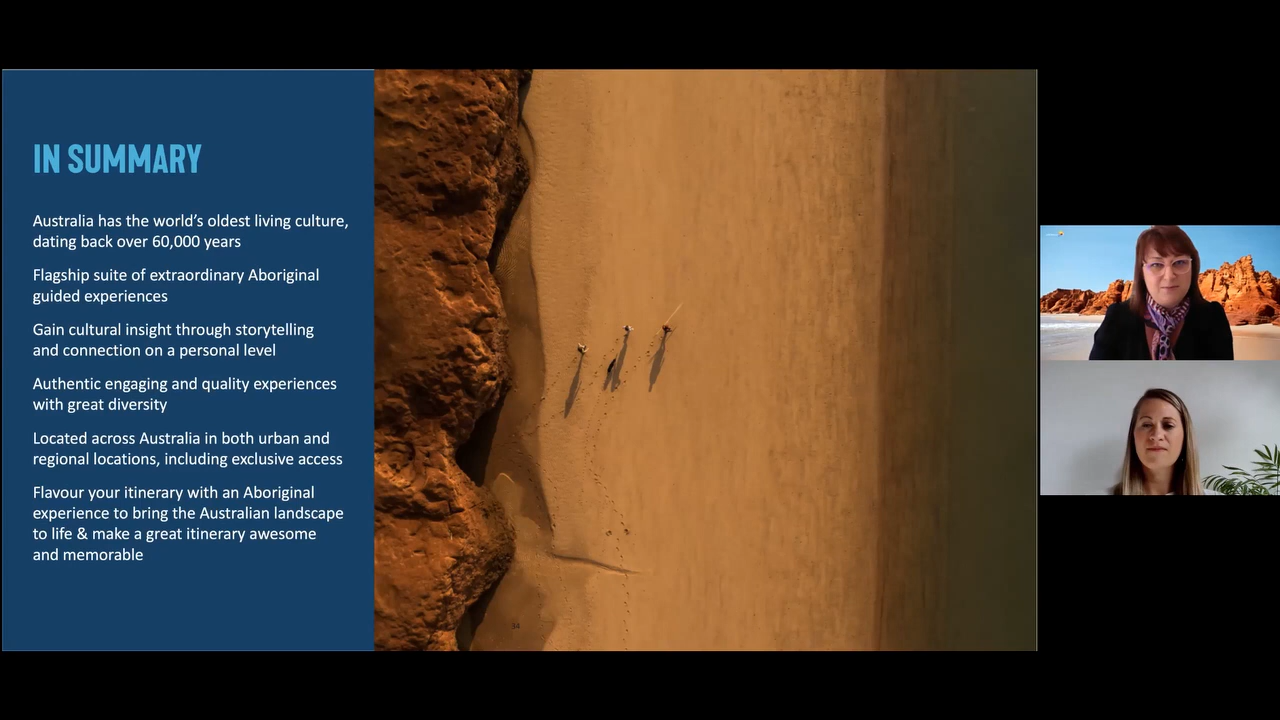 IN SUMMARY
Australia has the world's oldest living culture,
dating back over 60,000 years
Flagship suite of extraordinary Aboriginal
guided experiences
Gain cultural insight through storytelling
and connection on a personal level
Authentic engaging and quality experiences
with great diversity
Located across Australia in both urban and
regional locations, including exclusive access
Flavour your itinerary with an Aboriginal
experience to bring the Australian landscape
to life & make a great itinerary awesome
and memorable
34